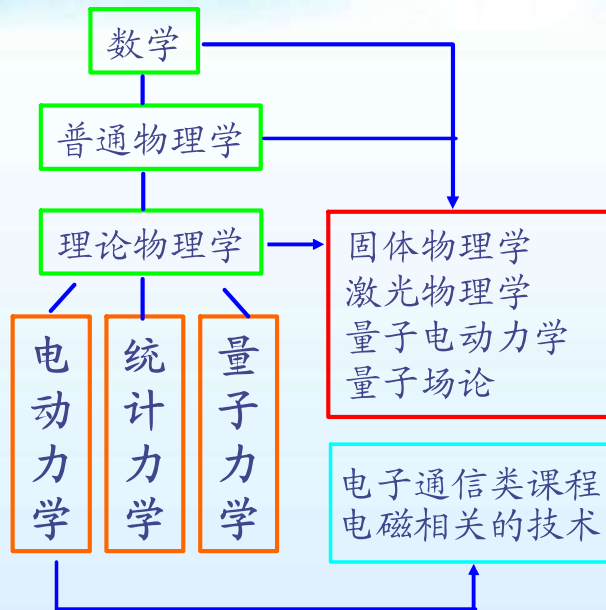 数学
普通物理学
理论物理学
固体物理学
激光物理学
量子电动力学
量子场论
电动力学
统计力学
量子力学
电子通信类课程
电磁相关的技术